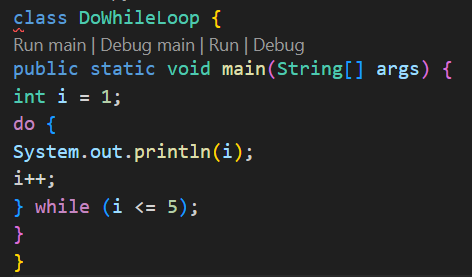 class DoWhileLoop {
Run main | Debug main | Run | Debug
public static void main(String[] args) {
int i = 1;
do {
System.out.println(i);
i++;
} while (i <= 5);
}
}